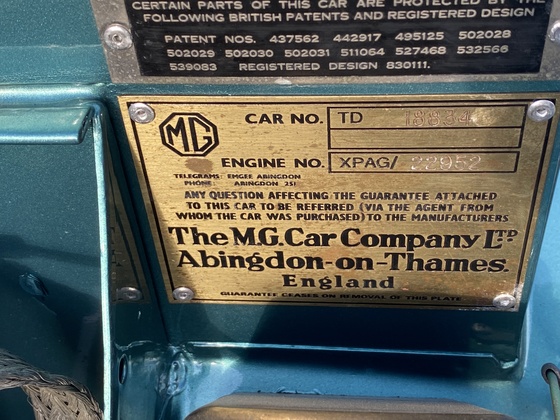 CERTAIN PARTS OF THIS CAR ARE PROTECTED BY THE
FOLLOWING BRITISH PATENTS AND REGISTERED DESIGN
PATENT NOS. 437562 442917 495125 502028
502029 502030 502031 511064 527468 532566
539083 REGISTERED DESIGN 830111.
MG
CAR NO. TD 18834
ENGINE NO. XPAG/ 22952
TELEGRAMS: EMGEE ABINGDON
PHONE: ABINGDON 251
ANY QUESTION AFFECTING THE GUARANTEE ATTACHED
TO THIS CAR TO BE REFERRED (VIA THE AGENT FROM
WHOM THE CAR WAS PURCHASED) TO THE MANUFACTURERS
The M.G. Car Company LTD
Abingdon-on-Thames.
England
GUARANTEE CEASES ON REMOVAL OF THIS PLATE